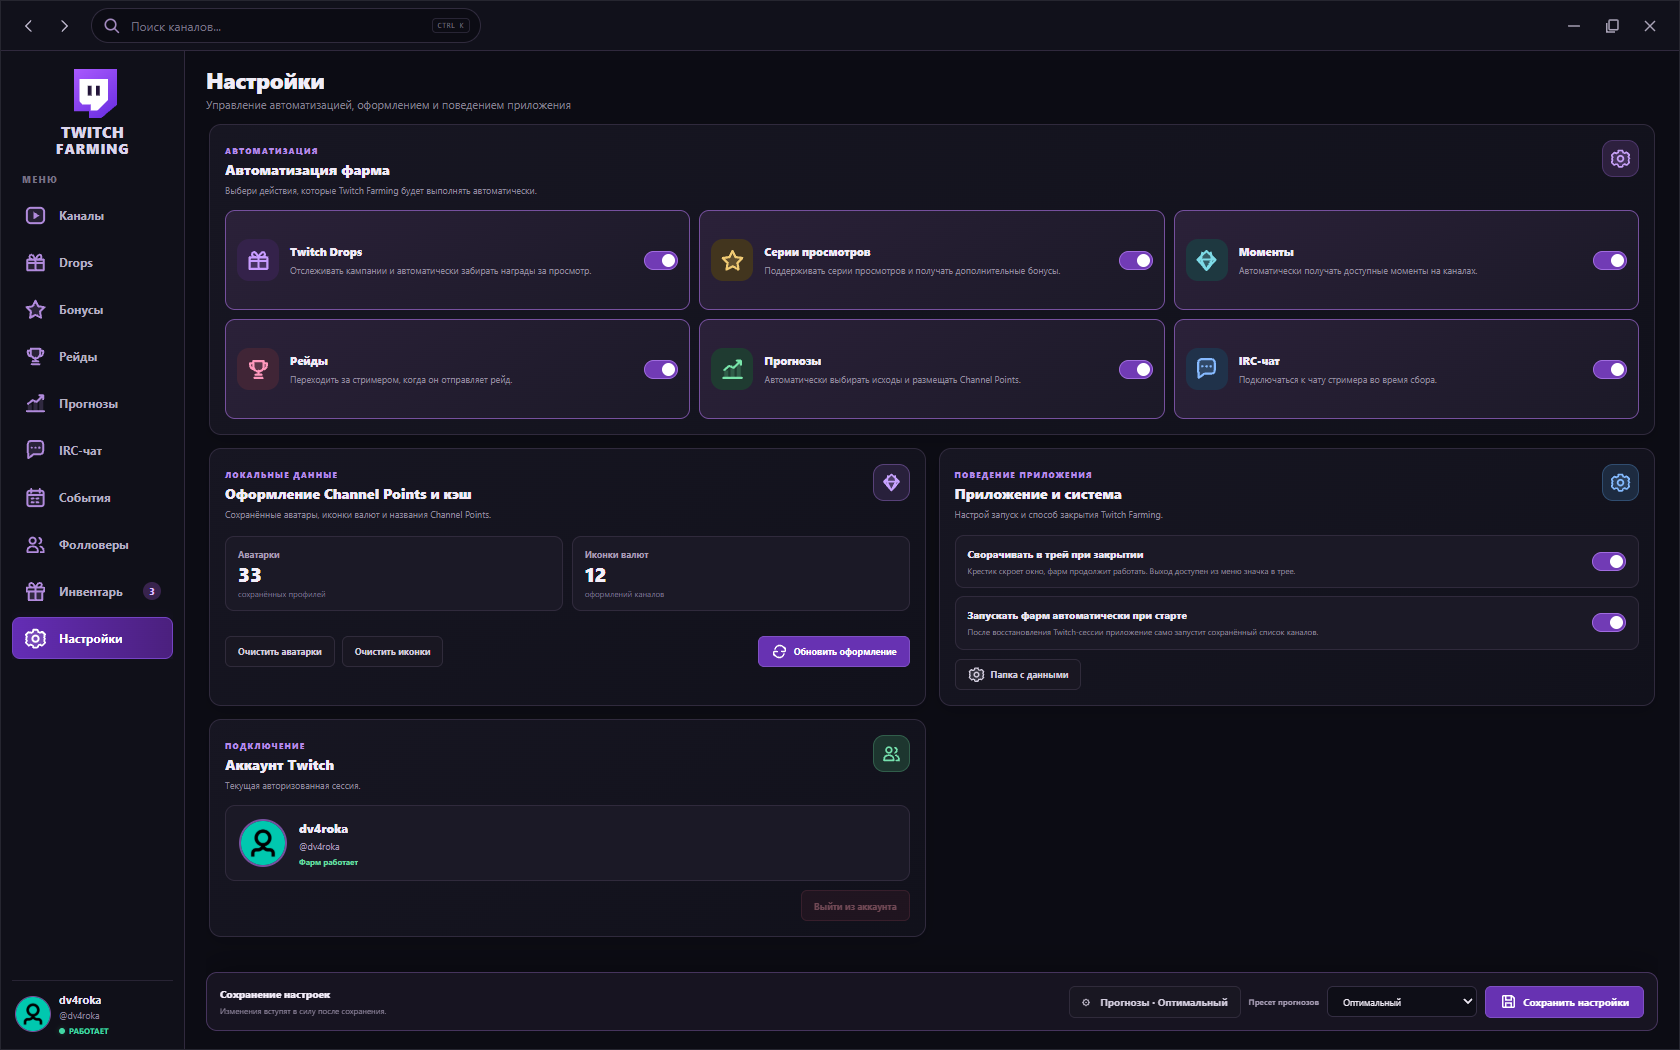 Поиск каналов...
CTRL K
TWITCH
FARMING
МЕНЮ
Каналы
Drops
Бонусы
Рейды
Прогнозы
IRC-чат
События
Фолловеры
Инвентарь 3
Настройки
dv4roka
@dv4roka
РАБОТАЕТ
Настройки
Управление автоматизацией, оформлением и поведением приложения
АВТОМАТИЗАЦИЯ
Автоматизация фарма
Выбери действия, которые Twitch Farming будет выполнять автоматически.
Twitch Drops
Отслеживать кампании и автоматически забирать награды за просмотр.
Серии просмотров
Поддерживать серии просмотров и получать дополнительные бонусы.
Моменты
Автоматически получать доступные моменты на каналах.
Рейды
Переходить за стримером, когда он отправляет рейд.
Прогнозы
Автоматически выбирать исходы и размещать Channel Points.
IRC-чат
Подключаться к чату стримера во время сбора.
ЛОКАЛЬНЫЕ ДАННЫЕ
Оформление Channel Points и кэш
Сохранённые аватары, иконки валют и названия Channel Points.
Аватарки
33
сохранённых профилей
Иконки валют
12
оформлений каналов
Очистить аватарки
Очистить иконки
Обновить оформление
ПОВЕДЕНИЕ ПРИЛОЖЕНИЯ
Приложение и система
Настрой запуск и способ закрытия Twitch Farming.
Сворачивать в трей при закрытии
Крестик скроет окно, фарм продолжит работать. Выход доступен из меню значка в трее.
Запускать фарм автоматически при старте
После восстановления Twitch-сессии приложение само запустит сохранённый список каналов.
Папка с данными
ПОДКЛЮЧЕНИЕ
Аккаунт Twitch
Текущая авторизованная сессия.
dv4roka
@dv4roka
Фарм работает
Выйти из аккаунта
Сохранение настроек
Изменения вступят в силу после сохранения.
Прогнозы · Оптимальный
Пресет прогнозов
Оптимальный
Сохранить настройки